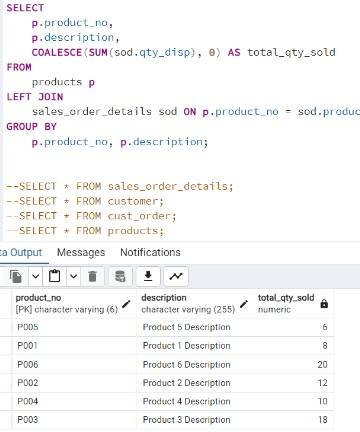 SELECT
p.product_no,
p.description,
COALESCE(SUM(sod.qty_disp), 0) AS total_qty_sold
FROM
products p
LEFT JOIN
sales_order_details sod ON p.product_no = sod.produc
GROUP BY
p.product_no, p.description;
--SELECT * FROM sales_order_details;
--SELECT * FROM customer;
--SELECT * FROM cust_order;
--SELECT * FROM products;
ta Output Messages Notifications
product_no description total_qty_sold
[PK] character varying (6) character varying (255) numeric
P005 Product 5 Description 6
P001 Product 1 Description 8
P006 Product 6 Description 20
P002 Product 2 Description 12
P004 Product 4 Description 10
P003 Product 3 Description 18